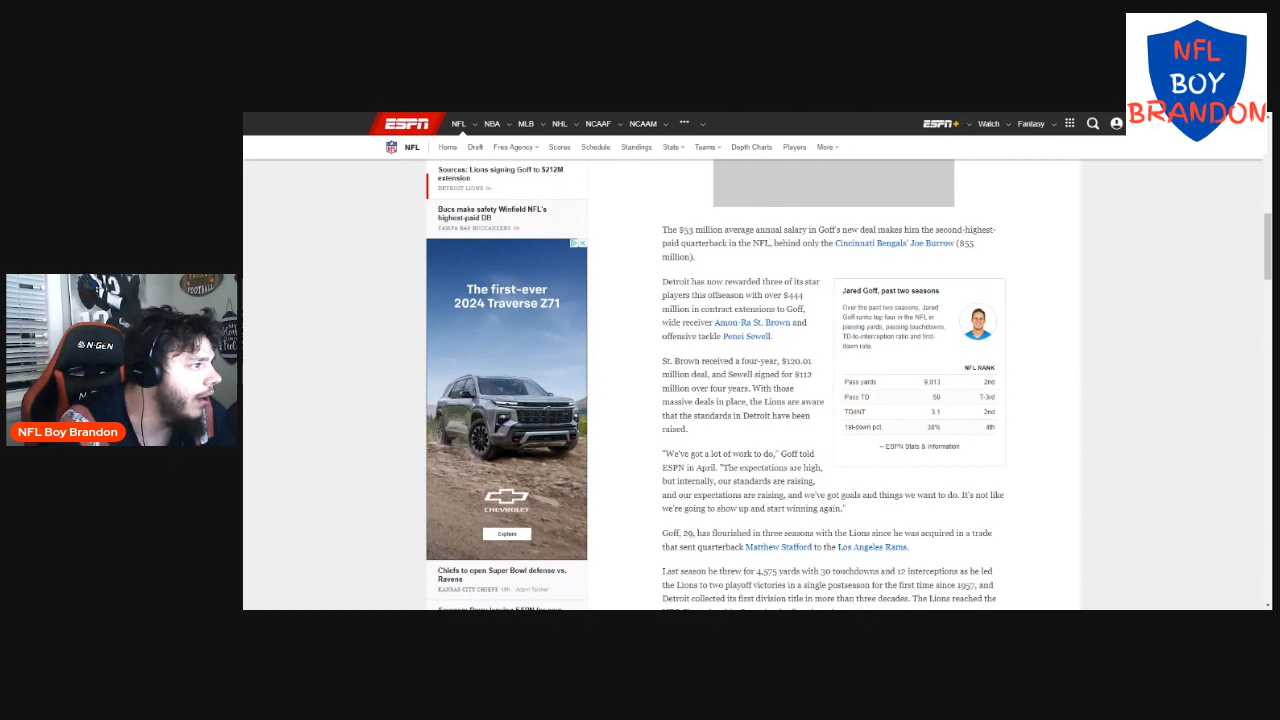 NFL
BOY
BRANDON
ESPN
NFL
NBA
MLB
NHL
NCAAF
NCAAM
•••
ESPN+
Watch
Fantasy
NFL
Home
Draft
Free Agency
Scores
Schedule
Standings
Stats
Teams
Depth Charts
Players
More
Sources: Lions signing Goff to $212M
extension
DETROIT LIONS
Bucs make safety Winfield NFL's
highest-paid DB
TAMPA BAY BUCCANEERS
The first-ever
2024 Traverse Z71
CHEVROLET
Explore
Chiefs to open Super Bowl defense vs.
Ravens
KANSAS CITY CHIEFS
The $53 million average annual salary in Goff's new deal makes him the second-highest-
paid quarterback in the NFL, behind only the Cincinnati Bengals' Joe Burrow ($55
million).
Detroit has now rewarded three of its star
players this offseason with over $444
million in contract extensions to Goff,
wide receiver Amon-Ra St. Brown and
offensive tackle Penei Sewell.
St. Brown received a four-year, $120.01
million deal, and Sewell signed for $112
million over four years. With those
massive deals in place, the Lions are aware
that the standards in Detroit have been
raised.
"We've got a lot of work to do," Goff told
ESPN in April. "The expectations are high,
but internally, our standards are raising,
and our expectations are raising, and we've got goals and things we want to do. It's not like
we're going to show up and start winning again."
Goff, 29, has flourished in three seasons with the Lions since he was acquired in a trade
that sent quarterback Matthew Stafford to the Los Angeles Rams.
Last season he threw for 4,575 yards with 30 touchdowns and 12 interceptions as he led
the Lions to two playoff victories in a single postseason for the first time since 1957, and
Detroit collected its first division title in more than three decades. The Lions reached the
Jared Goff, past two seasons
Over the past two seasons, Jared
Goff ranks top four in the NFL in
passing yards, passing touchdowns,
TD-to-interception ratio and first-
down rate.
NFL RANK
Pass yards 9,013 2nd
Pass TD 59 T-3rd
TD/INT 3.1 2nd
1st-down pct. 38% 4th
-- ESPN Stats & Information
N-GEN
NFL Boy Brandon